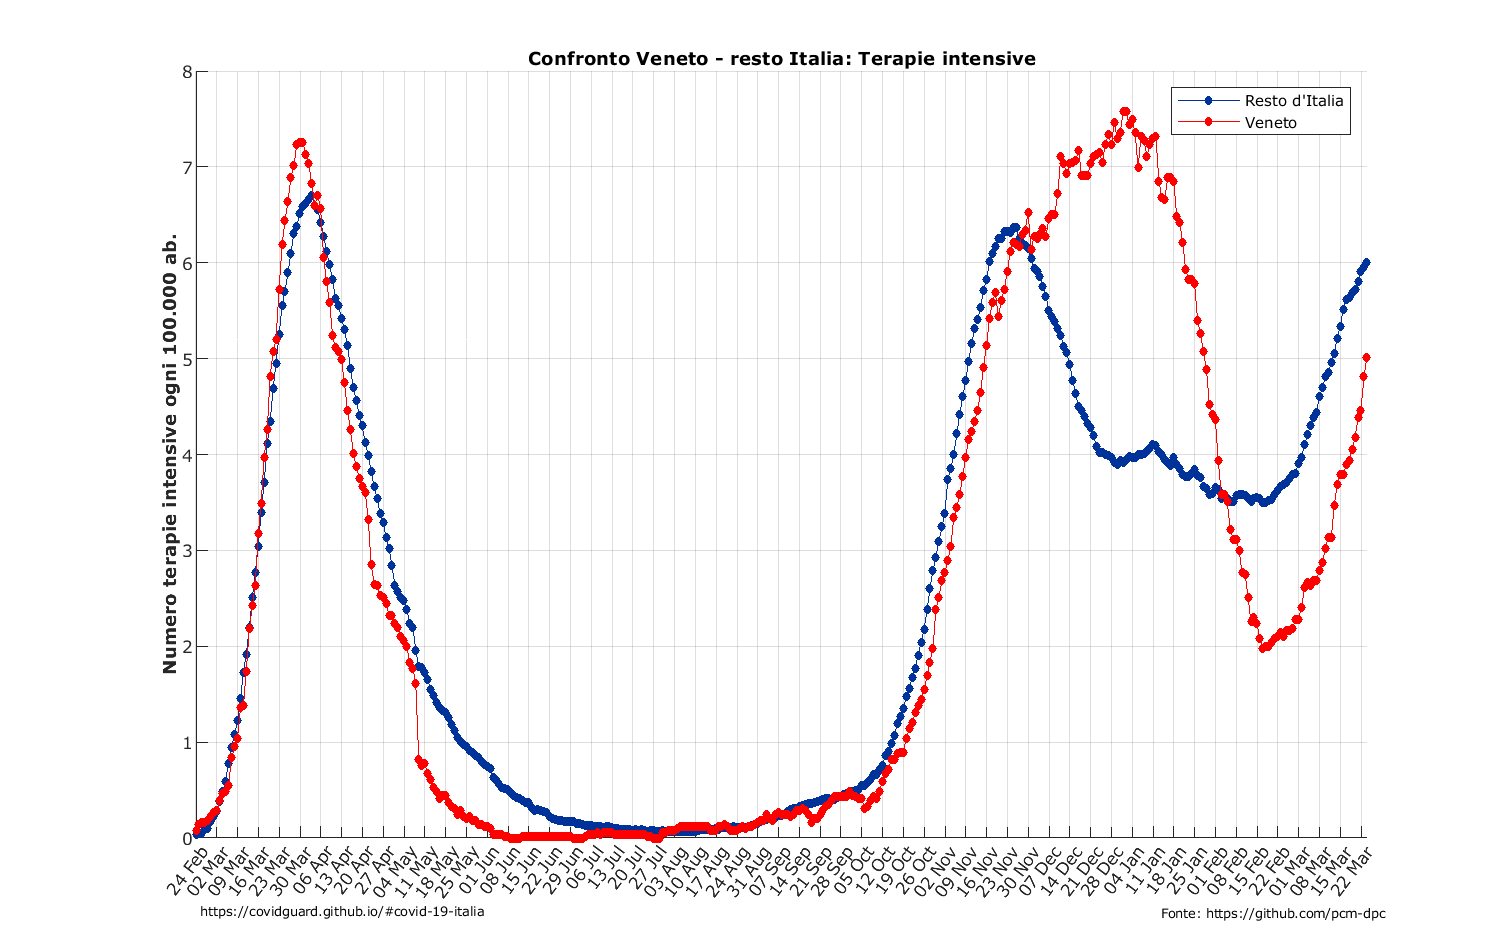 Confronto Veneto - resto Italia: Terapie intensive
Resto d'Italia
Veneto
Numero terapie intensive ogni 100.000 ab.
8
7
6
5
4
3
2
1
0
24 Feb
02 Mar
09 Mar
16 Mar
23 Mar
30 Mar
06 Apr
13 Apr
20 Apr
27 Apr
04 May
11 May
18 May
25 May
01 Jun
08 Jun
15 Jun
22 Jun
29 Jun
06 Jul
13 Jul
20 Jul
27 Jul
03 Aug
10 Aug
17 Aug
24 Aug
31 Aug
07 Sep
14 Sep
21 Sep
28 Sep
05 Oct
12 Oct
19 Oct
26 Oct
02 Nov
09 Nov
16 Nov
23 Nov
30 Nov
07 Dec
14 Dec
21 Dec
28 Dec
04 Jan
11 Jan
18 Jan
25 Jan
01 Feb
08 Feb
15 Feb
22 Feb
01 Mar
08 Mar
15 Mar
22 Mar
https://covidguard.github.io/#covid-19-italia
Fonte: https://github.com/pcm-dpc